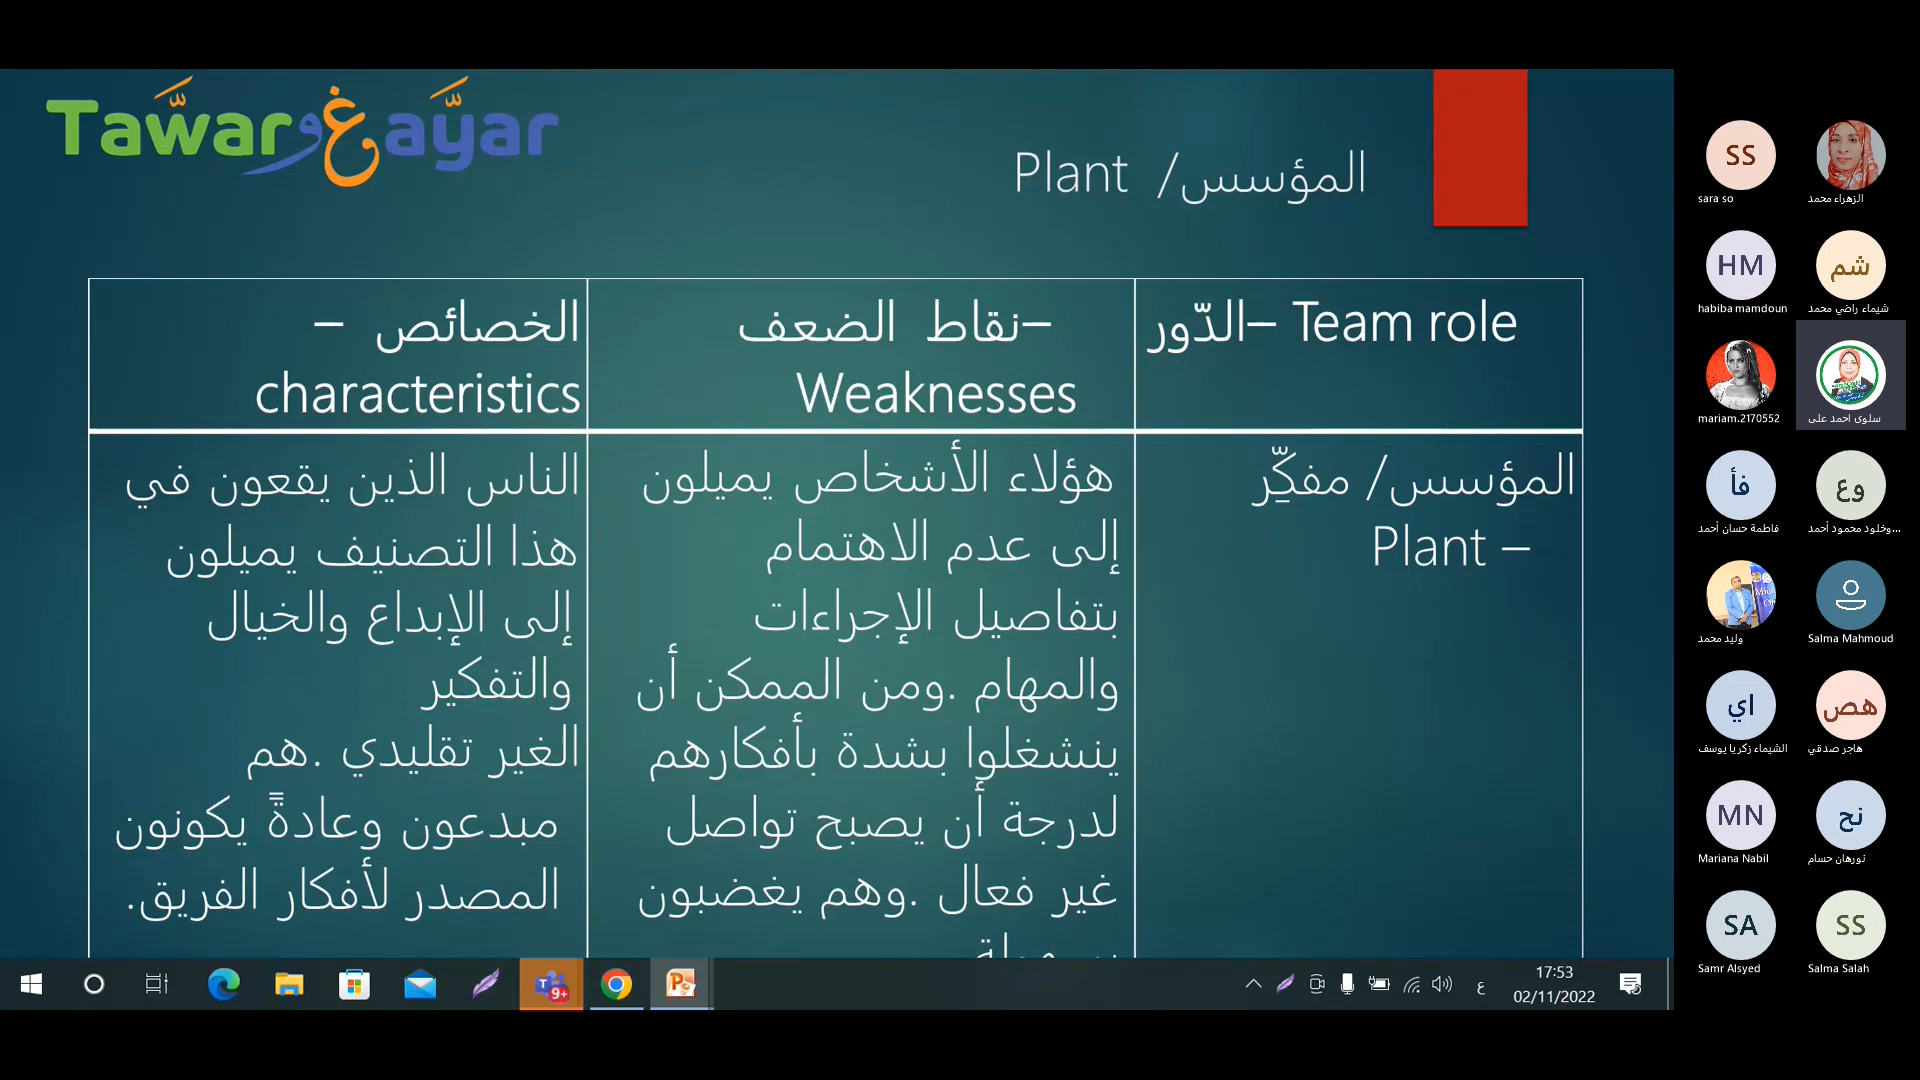 Tawar وغ ayar
المؤسس/ Plant
Team role –الدّور
–نقاط الضعف
Weaknesses
الخصائص –
characteristics
المؤسس/ مفكِّر
Plant –
هؤلاء الأشخاص يميلون
إلى عدم الاهتمام
بتفاصيل الإجراءات
والمهام .ومن الممكن أن
ينشغلوا بشدة بأفكارهم
لدرجة أن يصبح تواصل
غير فعال .وهم يغضبون
الناس الذين يقعون في
هذا التصنيف يميلون
إلى الإبداع والخيال
والتفكير
الغير تقليدي .هم
مبدعون وعادةً يكونون
المصدر لأفكار الفريق.
SS
sara so
الزهراء محمد
HM
habiba mamdoun
شم
شيماء راضي محمد
mariam.2170552
سلوى احمد على
فأ
فاطمة حسان أحمد
وع
وخلود محمود أحمد...
وليد محمد
Salma Mahmoud
اي
الشيماء زكريا يوسف
هص
هاجر صدقي
MN
Mariana Nabil
نح
نورهان حسام
SA
Samr Alsyed
SS
Salma Salah
T
9+
P
ع
17:53
02/11/2022